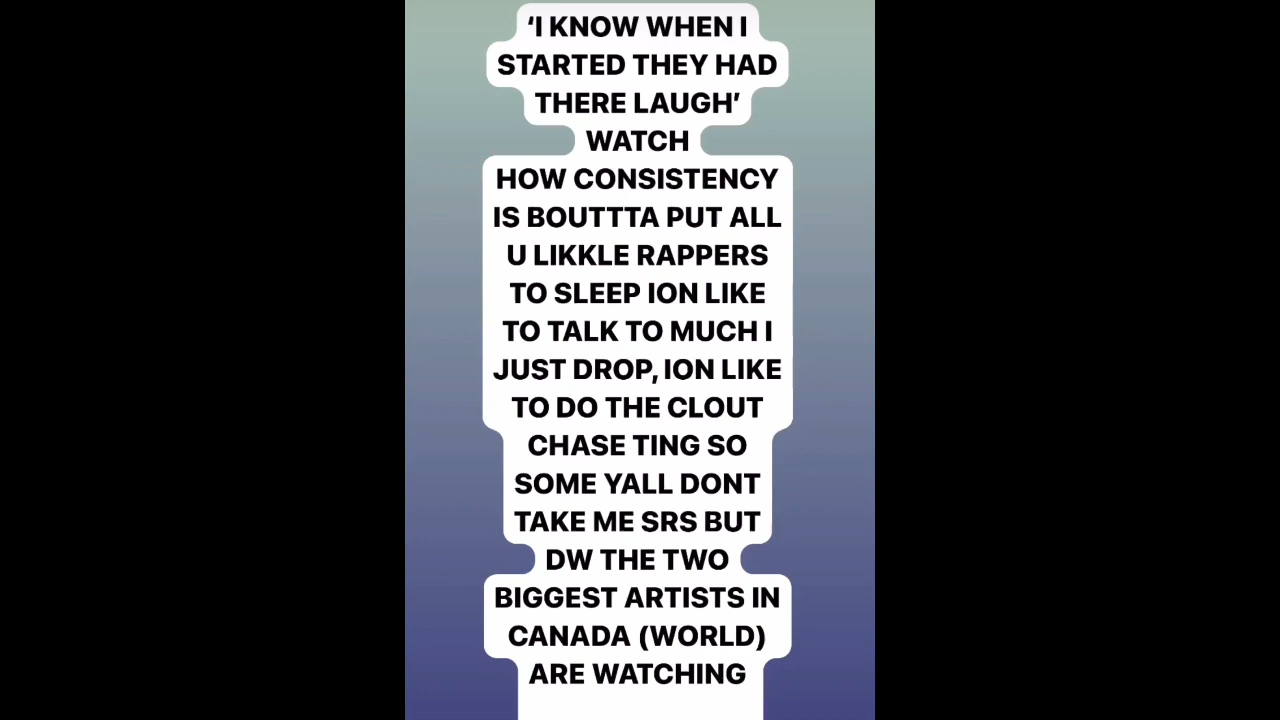 ‘I KNOW WHEN I
STARTED THEY HAD
THERE LAUGH’
WATCH
HOW CONSISTENCY
IS BOUTTTA PUT ALL
U LIKKLE RAPPERS
TO SLEEP ION LIKE
TO TALK TO MUCH I
JUST DROP, ION LIKE
TO DO THE CLOUT
CHASE TING SO
SOME YALL DONT
TAKE ME SRS BUT
DW THE TWO
BIGGEST ARTISTS IN
CANADA (WORLD)
ARE WATCHING